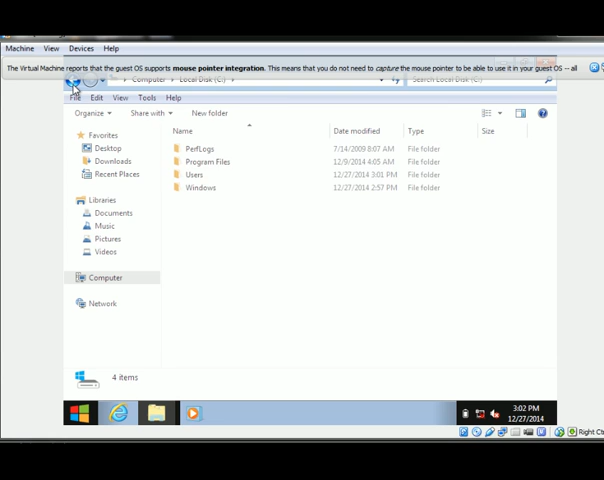 Machine View Devices Help
The Virtual Machine reports that the guest OS supports mouse pointer integration. This means that you do not need to capture the mouse pointer to be able to use it in your guest OS -- all
Computer Local Disk (C:) Search Local Disk (C:)
File Edit View Tools Help
Organize Share with New folder
Name Date modified Type Size
Favorites
Desktop
Downloads
Recent Places
Libraries
Documents
Music
Pictures
Videos
Computer
Network
PerfLogs 7/14/2009 8:07 AM File folder
Program Files 12/9/2014 4:05 AM File folder
Users 12/27/2014 3:01 PM File folder
Windows 12/27/2014 2:57 PM File folder
4 items
3:02 PM
12/27/2014
Right Ct